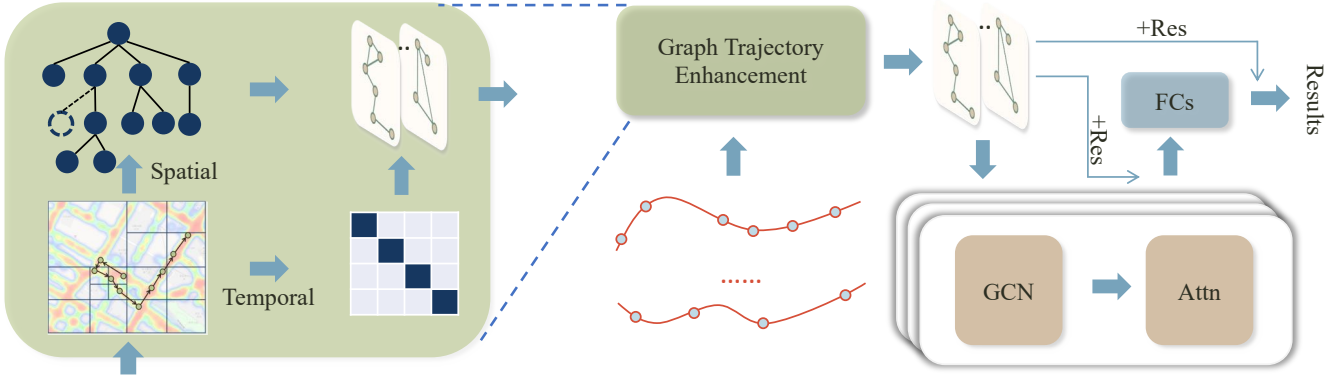 Spatial
Temporal
Graph Trajectory
Enhancement
......
+Res
+Res
FCs
Results
GCN
Attn